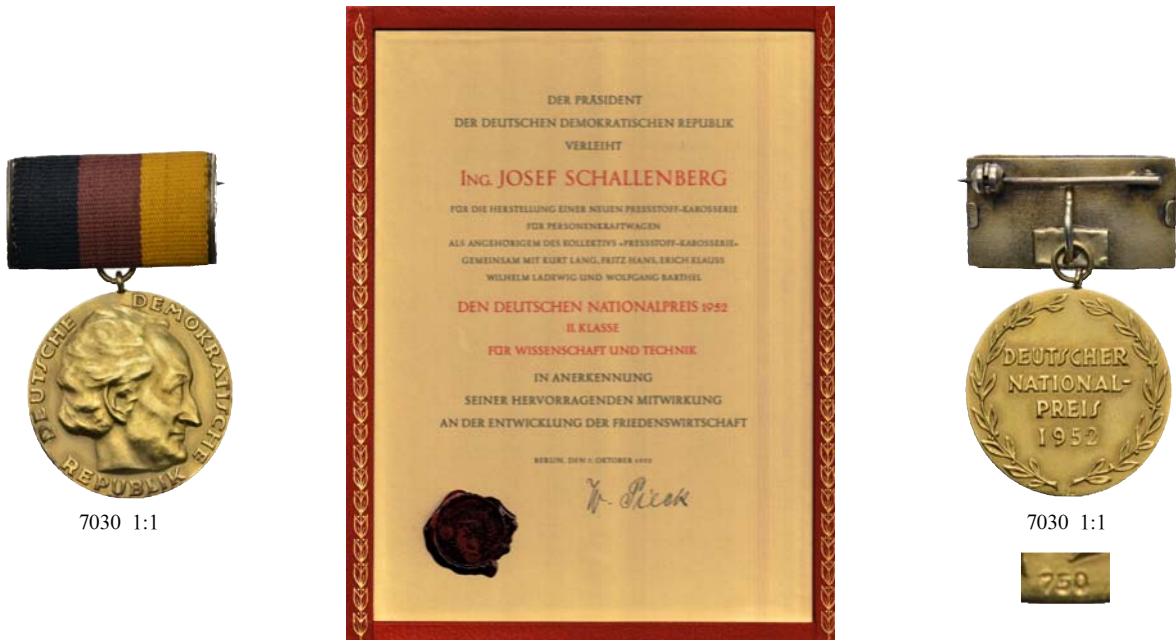 DEUTSCHE DEMOKRATISCHE
REPUBLIK
7030 1:1
DER PRÄSIDENT
DER DEUTSCHEN DEMOKRATISCHEN REPUBLIK
VERLEIHT
ING. JOSEF SCHALLENBERG
FÜR DIE HERSTELLUNG EINER NEUEN PRESSSTOFF-KAROSSERIE
FÜR PERSONENKRAFTWAGEN
ALS ANGEHÖRIGEM DES KOLLEKTIVS »PRESSSTOFF-KAROSSERIE«
GEMEINSAM MIT KURT LANG, FRITZ HANS, ERICH KLAUSS
WILHELM LADEWIG UND WOLFGANG BARTHEL
DEN DEUTSCHEN NATIONALPREIS 1952
II. KLASSE
FÜR WISSENSCHAFT UND TECHNIK
IN ANERKENNUNG
SEINER HERVORRAGENDEN MITWIRKUNG
AN DER ENTWICKLUNG DER FRIEDENSWIRTSCHAFT
BERLIN, DEN 7. OKTOBER 1952
W. Pieck
DEUTSCHER
NATIONAL-
PREIS
1952
7030 1:1
750